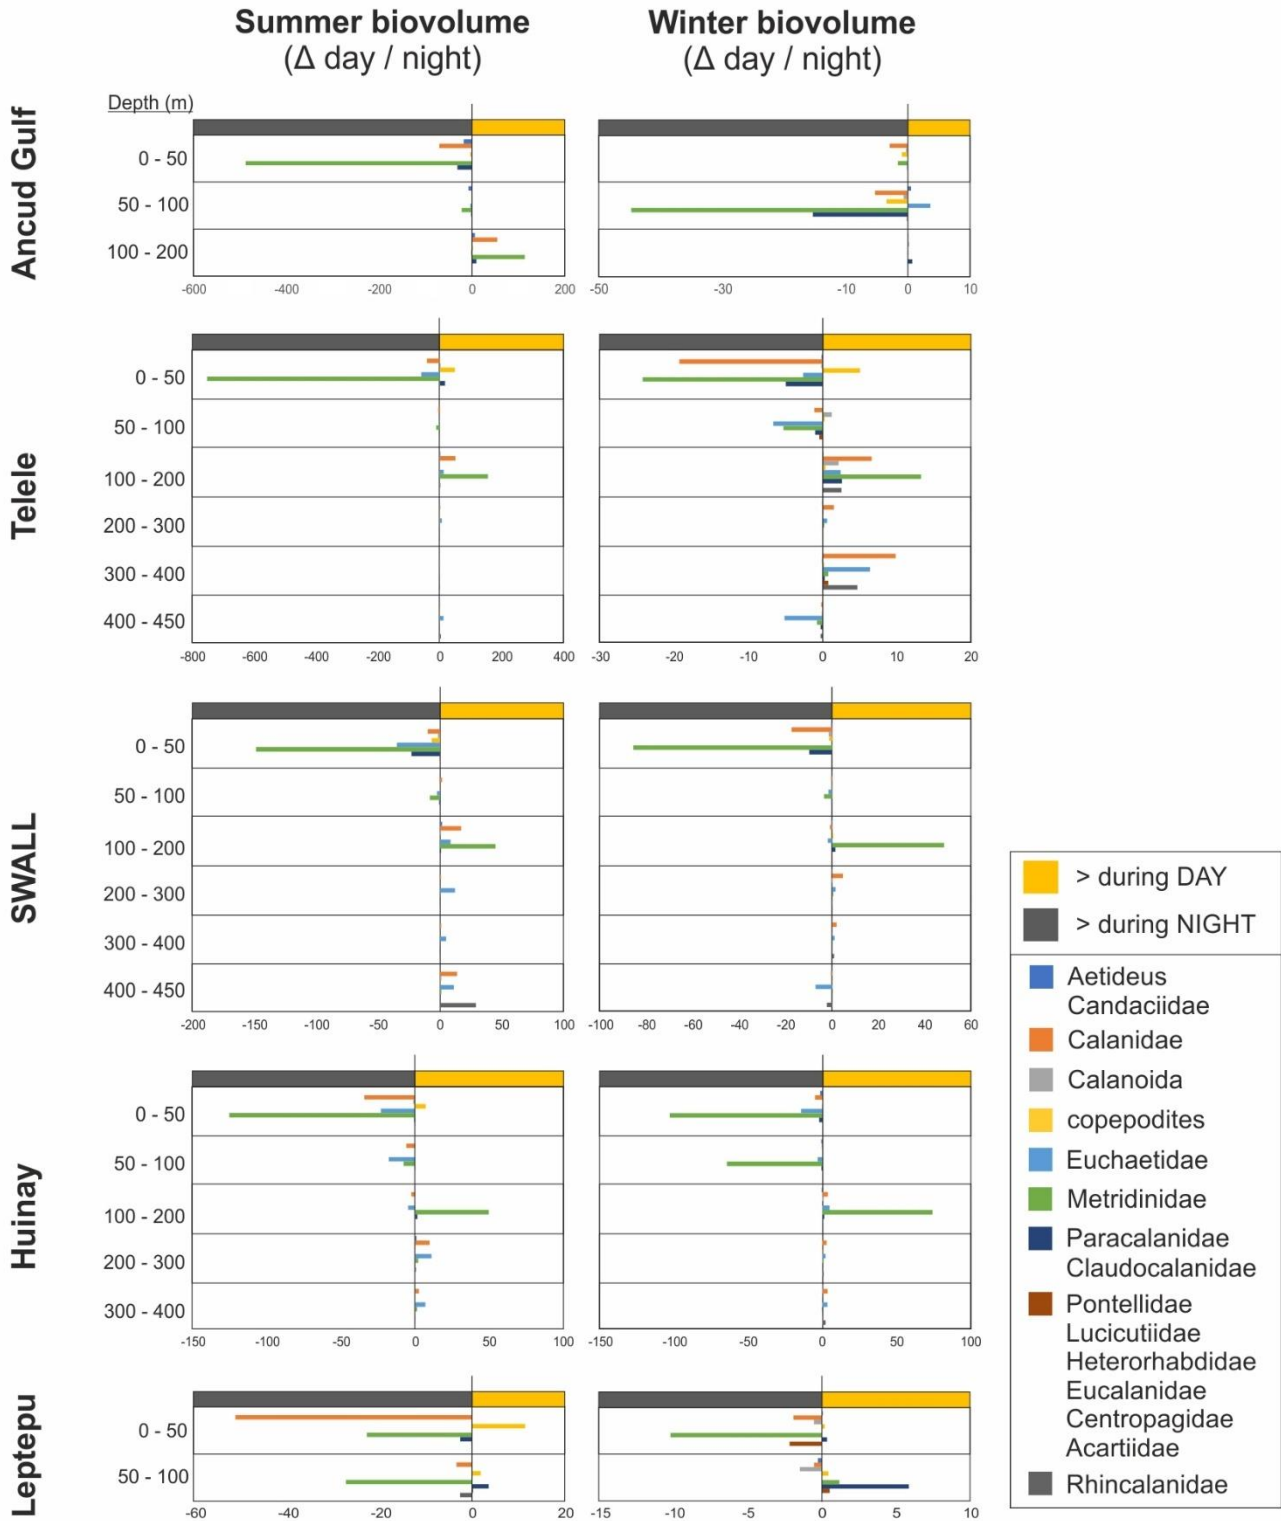 Summer biovolume
(Δ day / night)
Winter biovolume
(Δ day / night)
Depth (m)
Ancud Gulf
0 - 50
50 - 100
100 - 200
-600 -400 -200 0 200
-50 -30 -10 0 10
Telele
0 - 50
50 - 100
100 - 200
200 - 300
300 - 400
400 - 450
-800 -600 -400 -200 0 200 400
-30 -20 -10 0 10 20
SWALL
0 - 50
50 - 100
100 - 200
200 - 300
300 - 400
400 - 450
-200 -150 -100 -50 0 50 100
-100 -80 -60 -40 -20 0 20 40 60
Huinay
0 - 50
50 - 100
100 - 200
200 - 300
300 - 400
-150 -100 -50 0 50 100
-150 -100 -50 0 50 100
Leptepu
0 - 50
50 - 100
-60 -40 -20 0 20
-15 -10 -5 0 5 10
> during DAY
> during NIGHT
Aetideus
Candaciidae
Calanidae
Calanoida
copepodites
Euchaetidae
Metridinidae
Paracalanidae
Claudocalanidae
Pontellidae
Lucicutiidae
Heterorhabdidae
Eucalanidae
Centropagidae
Acartiidae
Rhincalanidae